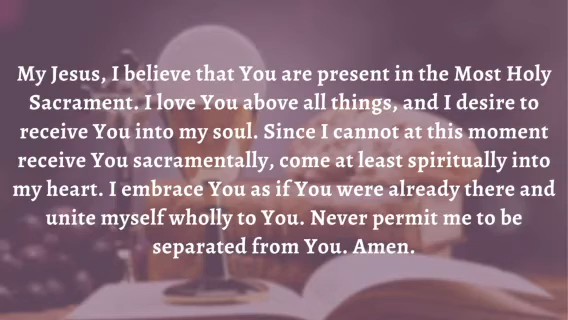 My Jesus, I believe that You are present in the Most Holy
Sacrament. I love You above all things, and I desire to
receive You into my soul. Since I cannot at this moment
receive You sacramentally, come at least spiritually into
my heart. I embrace You as if You were already there and
unite myself wholly to You. Never permit me to be
separated from You. Amen.